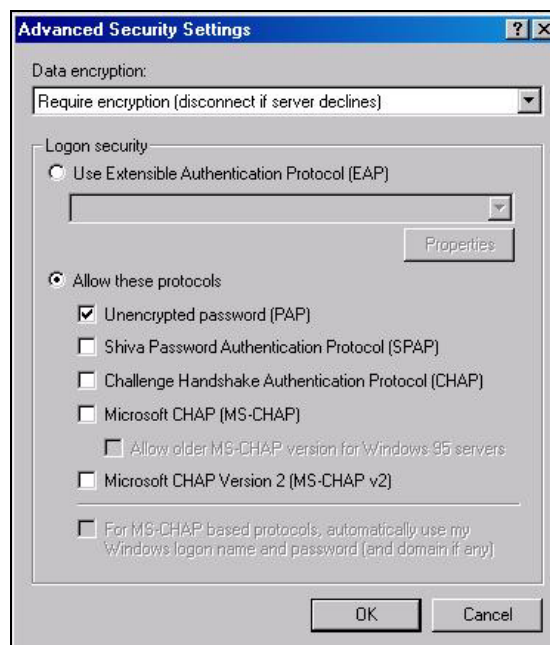 Advanced Security Settings
Data encryption:
Require encryption (disconnect if server declines)
Logon security
Use Extensible Authentication Protocol (EAP)
Properties
Allow these protocols
Unencrypted password (PAP)
Shiva Password Authentication Protocol (SPAP)
Challenge Handshake Authentication Protocol (CHAP)
Microsoft CHAP (MS-CHAP)
Allow older MS-CHAP version for Windows 95 servers
Microsoft CHAP Version 2 (MS-CHAP v2)
For MS-CHAP based protocols, automatically use my
Windows logon name and password (and domain if any)
OK Cancel